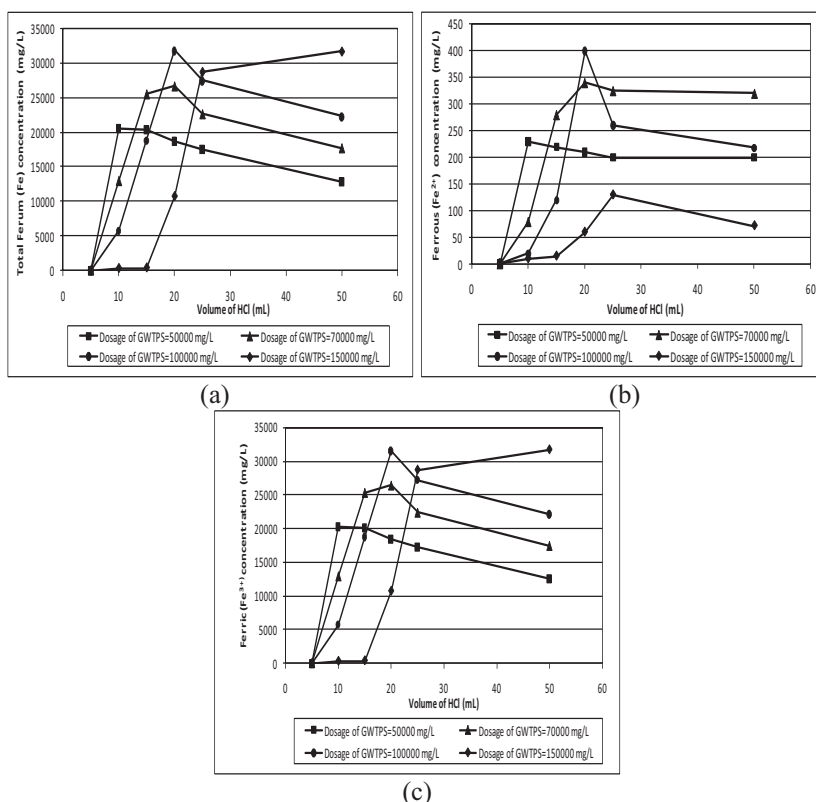 Total Ferum (Fe) concentration (mg/L)
35000
30000
25000
20000
15000
10000
5000
0
0 10 20 30 40 50 60
Volume of HCl (mL)
Dosage of GWTPS=50000 mg/L Dosage of GWTPS=70000 mg/L
Dosage of GWTPS=100000 mg/L Dosage of GWTPS=150000 mg/L
(a)
Ferrous (Fe²⁺) concentration (mg/L)
450
400
350
300
250
200
150
100
50
0
0 10 20 30 40 50 60
Volume of HCl (mL)
Dosage of GWTPS=50000 mg/L Dosage of GWTPS=70000 mg/L
Dosage of GWTPS=100000 mg/L Dosage of GWTPS=150000 mg/L
(b)
Ferric (Fe³⁺) concentration (mg/L)
35000
30000
25000
20000
15000
10000
5000
0
0 10 20 30 40 50 60
Volume of HCl (mL)
Dosage of GWTPS=50000 mg/L Dosage of GWTPS=70000 mg/L
Dosage of GWTPS=100000 mg/L Dosage of GWTPS=150000 mg/L
(c)